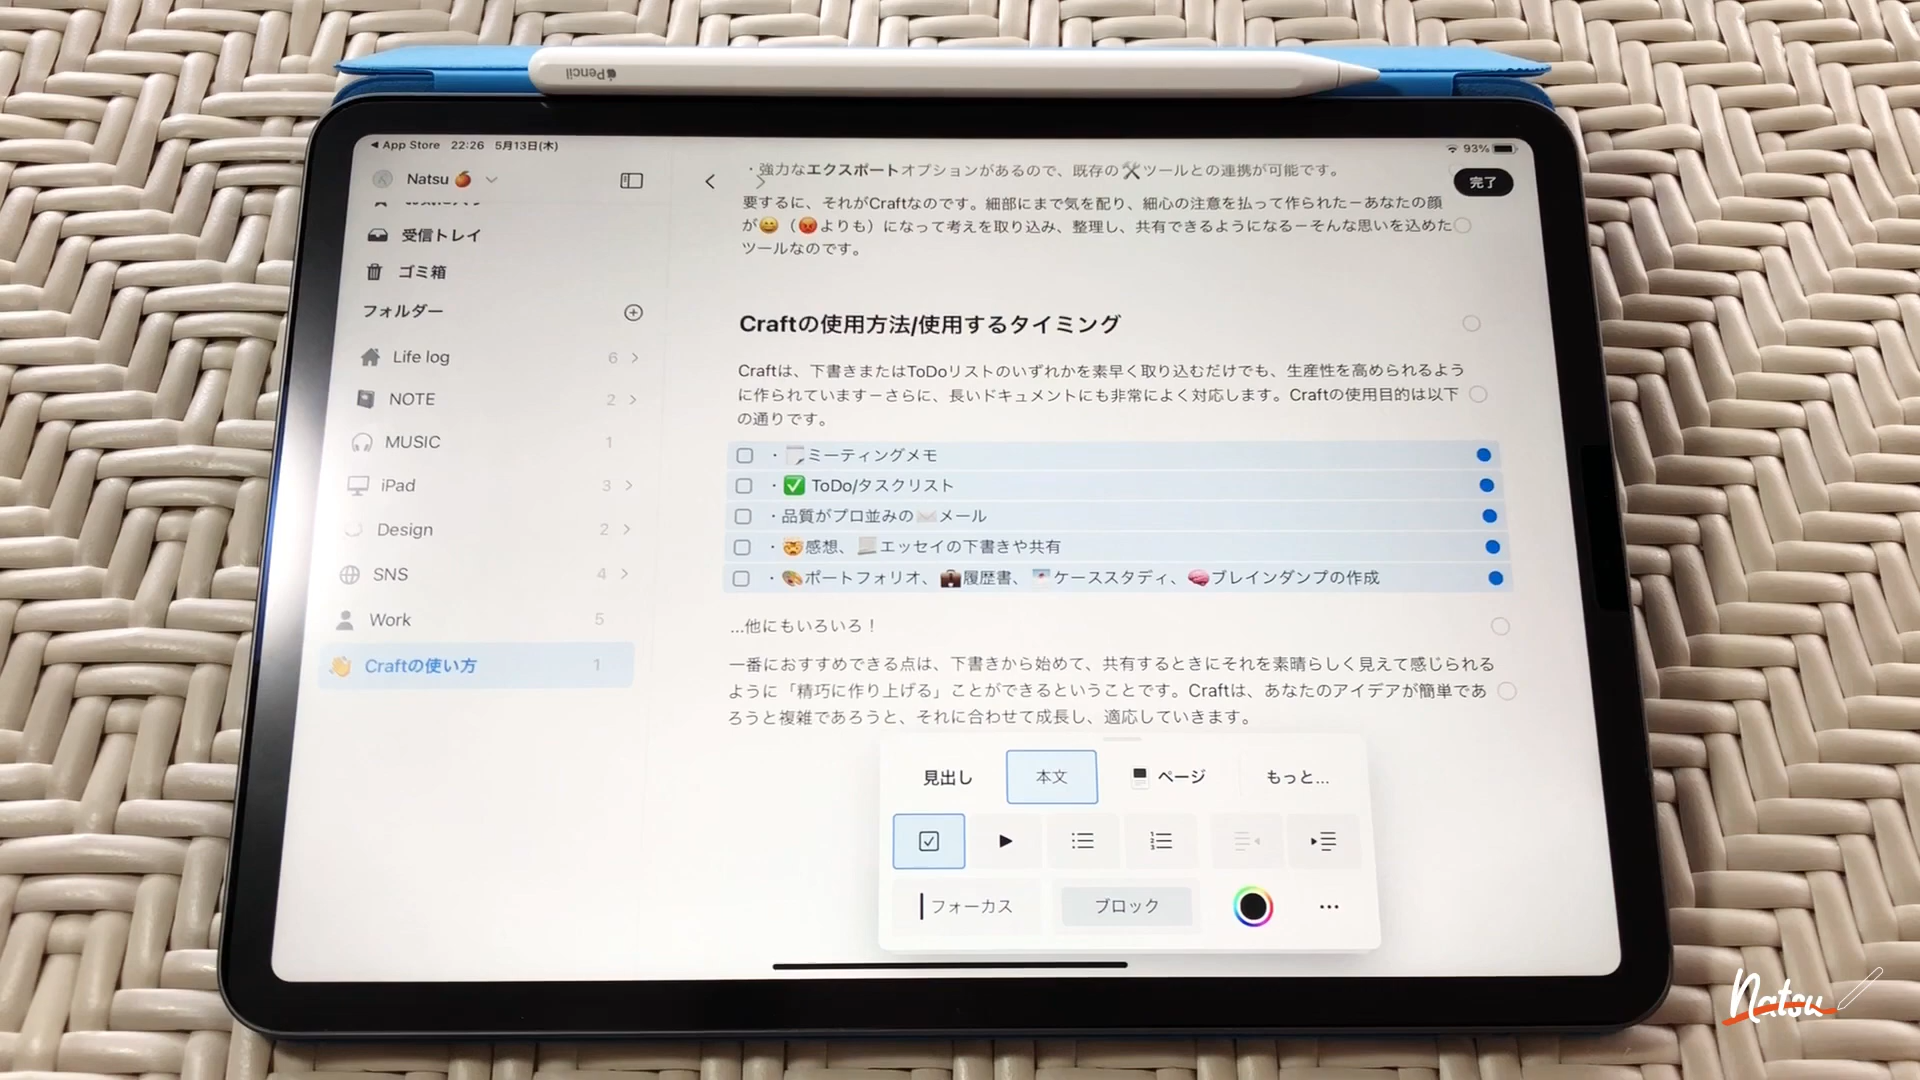 Pencil
App Store 22:26 5月13日(木)
93%
Natsu
受信トレイ
ゴミ箱
フォルダー
Life log 6
NOTE 2
MUSIC 1
iPad 3
Design 2
SNS 4
Work 5
Craftの使い方 1
完了
・強力なエクスポートオプションがあるので、既存の🛠ツールとの連携が可能です。
要するに、それがCraftなのです。細部にまで気を配り、細心の注意を払って作られた－あなたの顔
が😄（😡よりも）になって考えを取り込み、整理し、共有できるようになる－そんな思いを込めた
ツールなのです。
Craftの使用方法/使用するタイミング
Craftは、下書きまたはToDoリストのいずれかを素早く取り込むだけでも、生産性を高められるよう
に作られています－さらに、長いドキュメントにも非常によく対応します。Craftの使用目的は以下
の通りです。
・🗒ミーティングメモ
・✅ ToDo/タスクリスト
・品質がプロ並みの✉️メール
・🤯感想、📃エッセイの下書きや共有
・🎨ポートフォリオ、💼履歴書、ケーススタディ、🧠ブレインダンプの作成
...他にもいろいろ！
一番におすすめできる点は、下書きから始めて、共有するときにそれを素晴らしく見えて感じられる
ように「精巧に作り上げる」ことができるということです。Craftは、あなたのアイデアが簡単であ
ろうと複雑であろうと、それに合わせて成長し、適応していきます。
見出し 本文 ページ もっと...
フォーカス ブロック
Natsu